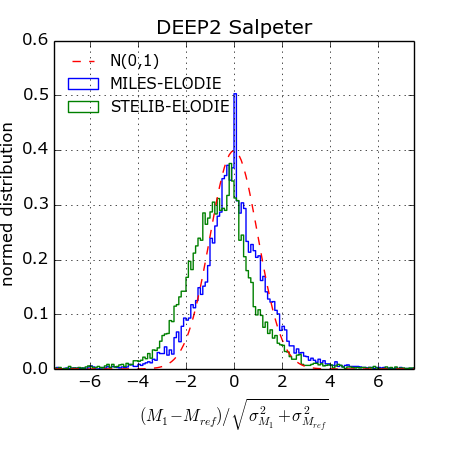 DEEP2 Salpeter
0.6
0.5
0.4
0.3
0.2
0.1
0.0
normed distribution
N(0,1)
MILES-ELODIE
STELIB-ELODIE
−6 −4 −2 0 2 4 6
(M₁−M_ref)/√(σ²_M₁+σ²_M_ref)